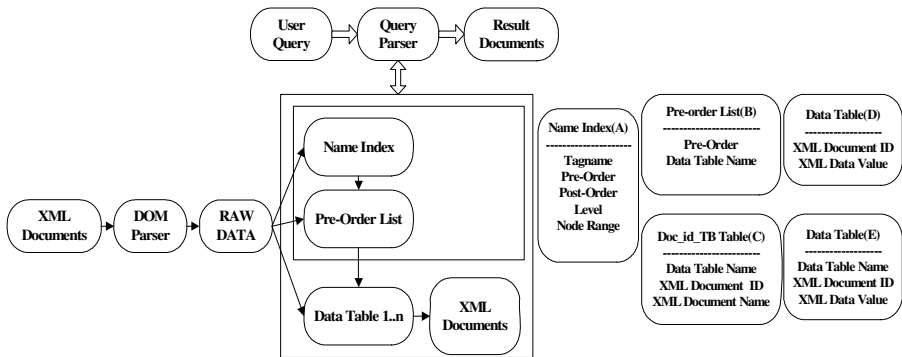 User
Query
Query
Parser
Result
Documents
Name Index
Pre-Order List
XML
Documents
DOM
Parser
RAW
DATA
Data Table 1..n
XML
Documents
Name Index(A)
---------------------
Tagname
Pre-Order
Post-Order
Level
Node Range
Pre-order List(B)
------------------------
Pre-Order
Data Table Name
Data Table(D)
-------------------
XML Document ID
XML Data Value
Doc_id_TB Table(C)
------------------------
Data Table Name
XML Document ID
XML Document Name
Data Table(E)
-------------------
Data Table Name
XML Document ID
XML Data Value